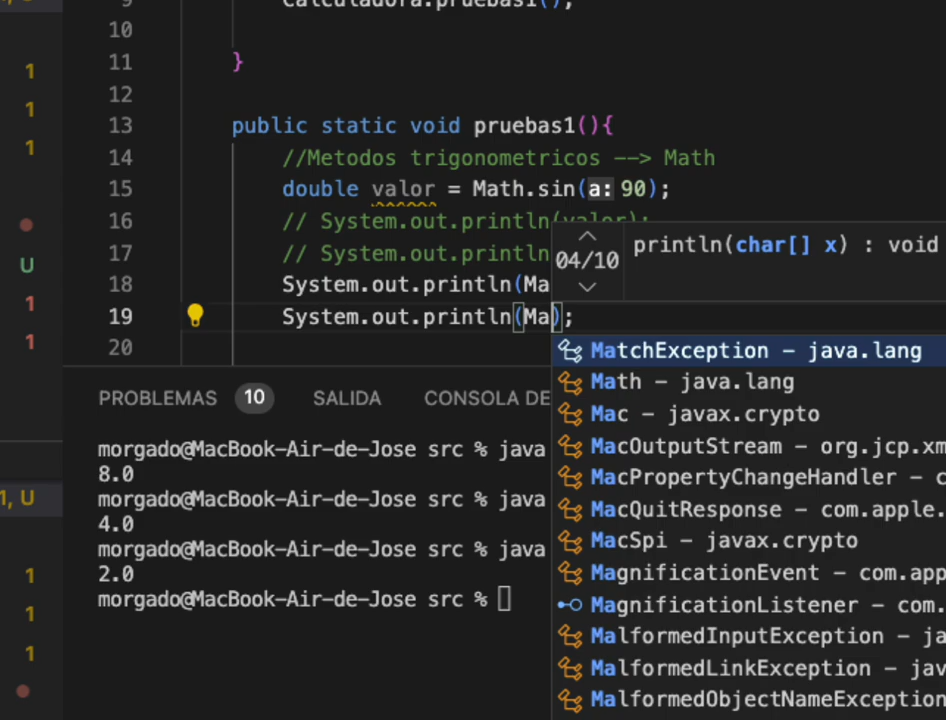 9 Calculadora.pruebas1();
10
11 }
12
13 public static void pruebas1(){
14 //Metodos trigonometricos --> Math
15 double valor = Math.sin(a: 90);
16 // System.out.println(valor);
17 // System.out.println
18 System.out.println(Ma
19 System.out.println(Ma);
20
04/10
println(char[] x) : void
MatchException – java.lang
Math – java.lang
Mac – javax.crypto
MacOutputStream – org.jcp.xm
MacPropertyChangeHandler – c
MacQuitResponse – com.apple.
MacSpi – javax.crypto
MagnificationEvent – com.app
MagnificationListener – com.
MalformedInputException – ja
MalformedLinkException – jav
MalformedObjectNameException
PROBLEMAS 10 SALIDA CONSOLA DE
morgado@MacBook-Air-de-Jose src % java
8.0
morgado@MacBook-Air-de-Jose src % java
4.0
morgado@MacBook-Air-de-Jose src % java
2.0
morgado@MacBook-Air-de-Jose src %
1
1
1
U
1
1
1, U
1
1
1